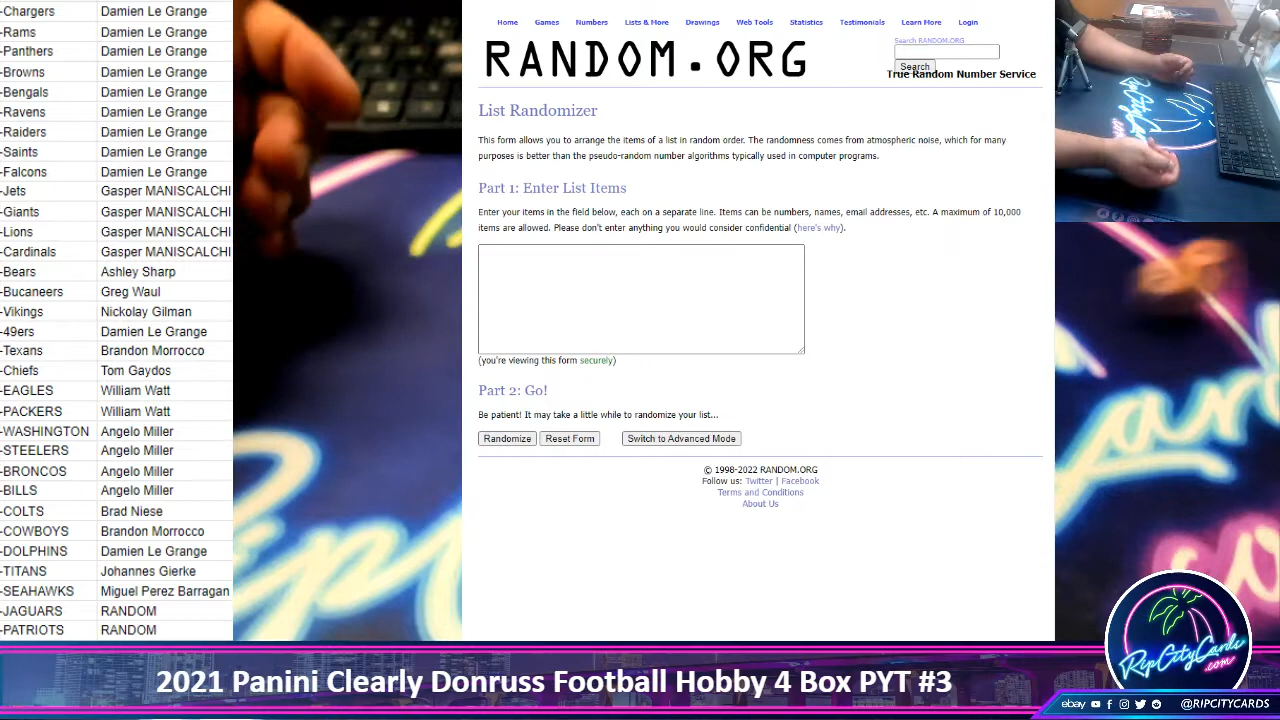 -Chargers Damien Le Grange
-Rams Damien Le Grange
-Panthers Damien Le Grange
-Browns Damien Le Grange
-Bengals Damien Le Grange
-Ravens Damien Le Grange
-Raiders Damien Le Grange
-Saints Damien Le Grange
-Falcons Damien Le Grange
-Jets Gasper MANISCALCHI
-Giants Gasper MANISCALCHI
-Lions Gasper MANISCALCHI
-Cardinals Gasper MANISCALCHI
-Bears Ashley Sharp
-Bucaneers Greg Waul
-Vikings Nickolay Gilman
-49ers Damien Le Grange
-Texans Brandon Morrocco
-Chiefs Tom Gaydos
-EAGLES William Watt
-PACKERS William Watt
-WASHINGTON Angelo Miller
-STEELERS Angelo Miller
-BRONCOS Angelo Miller
-BILLS Angelo Miller
-COLTS Brad Niese
-COWBOYS Brandon Morrocco
-DOLPHINS Damien Le Grange
-TITANS Johannes Gierke
-SEAHAWKS Miguel Perez Barragan
-JAGUARS RANDOM
-PATRIOTS RANDOM
Home Games Numbers Lists & More Drawings Web Tools Statistics Testimonials Learn More Login
RANDOM.ORG
Search RANDOM.ORG
Search
True Random Number Service
List Randomizer
This form allows you to arrange the items of a list in random order. The randomness comes from atmospheric noise, which for many
purposes is better than the pseudo-random number algorithms typically used in computer programs.
Part 1: Enter List Items
Enter your items in the field below, each on a separate line. Items can be numbers, names, email addresses, etc. A maximum of 10,000
items are allowed. Please don't enter anything you would consider confidential (here's why).
(you're viewing this form securely)
Part 2: Go!
Be patient! It may take a little while to randomize your list...
Randomize Reset Form Switch to Advanced Mode
© 1998-2022 RANDOM.ORG
Follow us: Twitter | Facebook
Terms and Conditions
About Us
RipCityCards
.com
2021 Panini Clearly Donruss Football Hobby 4 Box PYT #3
ebay @RIPCITYCARDS